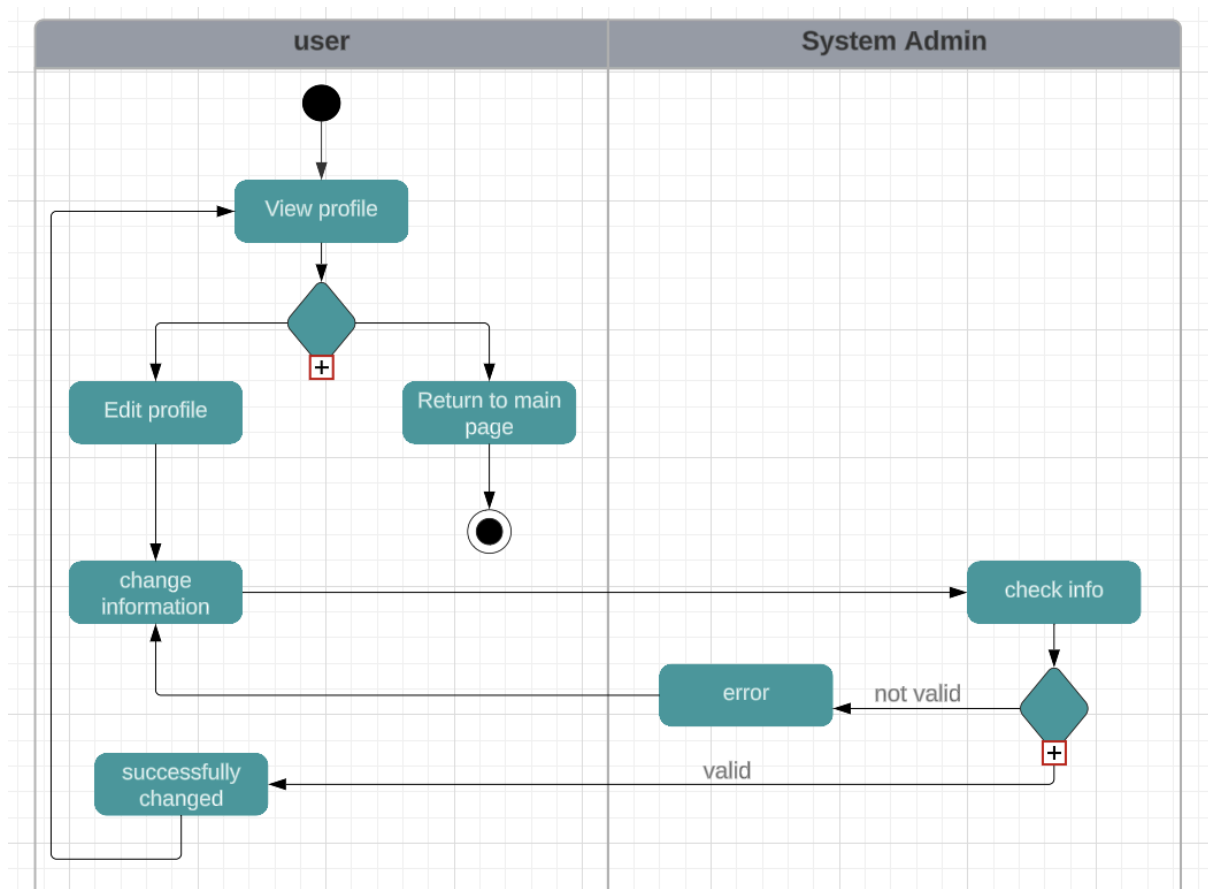 user
System Admin
View profile
Edit profile
Return to main
page
change
information
check info
error
not valid
valid
successfully
changed